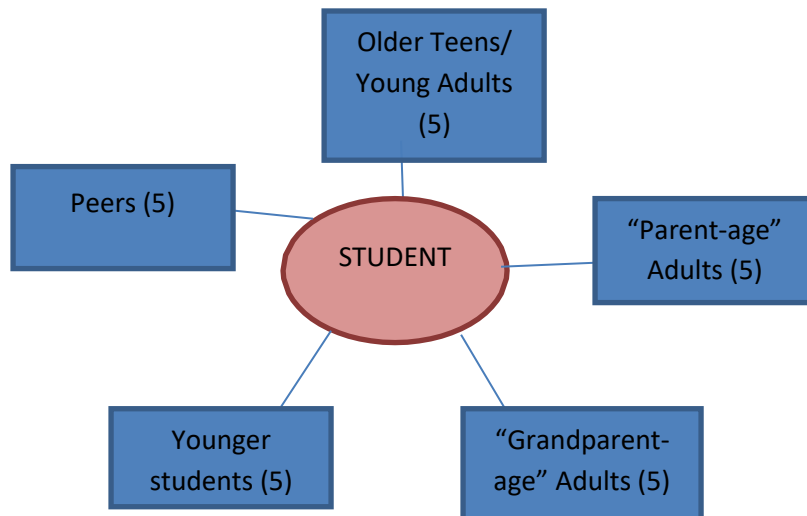 Older Teens/
Young Adults
(5)
Peers (5)
“Parent-age”
Adults (5)
STUDENT
Younger
students (5)
“Grandparent-
age” Adults (5)